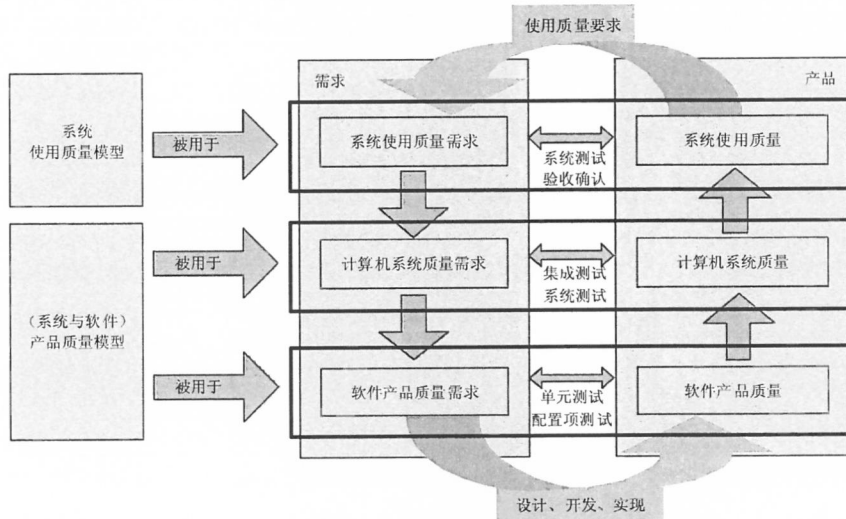 使用质量要求
需求
产品
系统
使用质量模型
被用于
系统使用质量需求
系统测试
验收确认
系统使用质量
(系统与软件)
产品质量模型
被用于
计算机系统质量需求
集成测试
系统测试
计算机系统质量
被用于
软件产品质量需求
单元测试
配置项测试
软件产品质量
设计、开发、实现